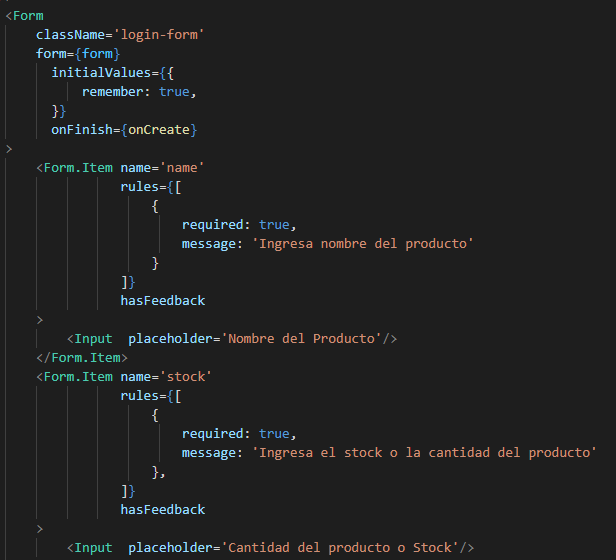 <Form
className='login-form'
form={form}
initialValues={{
remember: true,
}}
onFinish={onCreate}
>
<Form.Item name='name'
rules={[
{
required: true,
message: 'Ingresa nombre del producto'
}
]}
hasFeedback
>
<Input  placeholder='Nombre del Producto'/>
</Form.Item>
<Form.Item name='stock'
rules={[
{
required: true,
message: 'Ingresa el stock o la cantidad del producto'
},
]}
hasFeedback
>
<Input  placeholder='Cantidad del producto o Stock'/>